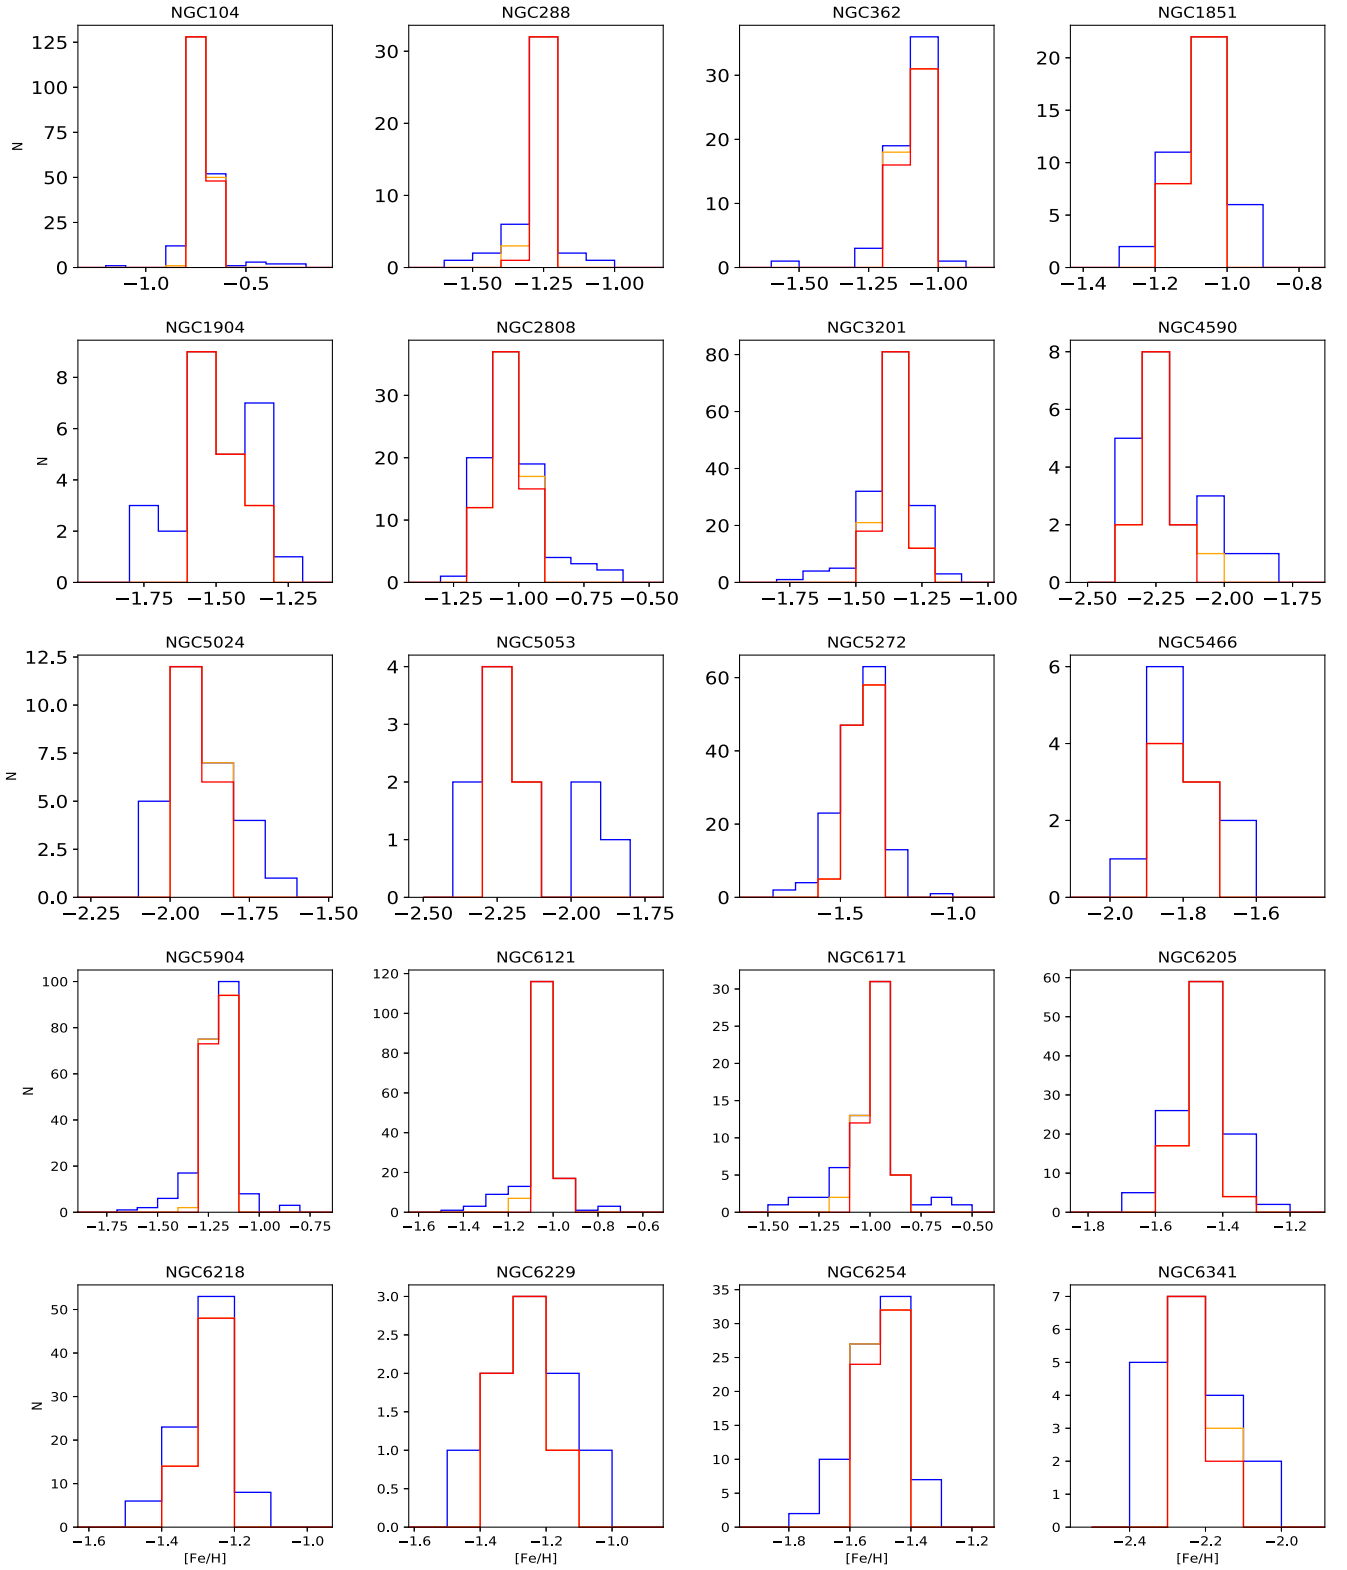 NGC104 NGC288 NGC362 NGC1851
125 100 75 50 25 0 N −1.0 −0.5
30 20 10 0 −1.50 −1.25 −1.00
30 20 10 0 −1.50 −1.25 −1.00
20 15 10 5 0 −1.4 −1.2 −1.0 −0.8
NGC1904 NGC2808 NGC3201 NGC4590
8 6 4 2 0 N −1.75 −1.50 −1.25
30 20 10 0 −1.25 −1.00 −0.75 −0.50
80 60 40 20 0 −1.75 −1.50 −1.25 −1.00
8 6 4 2 0 −2.50 −2.25 −2.00 −1.75
NGC5024 NGC5053 NGC5272 NGC5466
12.5 10.0 7.5 5.0 2.5 0.0 N −2.25 −2.00 −1.75 −1.50
4 3 2 1 0 −2.50 −2.25 −2.00 −1.75
60 40 20 0 −1.5 −1.0
6 4 2 0 −2.0 −1.8 −1.6
NGC5904 NGC6121 NGC6171 NGC6205
100 80 60 40 20 0 N −1.75 −1.50 −1.25 −1.00 −0.75
120 100 80 60 40 20 0 −1.6 −1.4 −1.2 −1.0 −0.8 −0.6
30 25 20 15 10 5 0 −1.50 −1.25 −1.00 −0.75 −0.50
60 50 40 30 20 10 0 −1.8 −1.6 −1.4 −1.2
NGC6218 NGC6229 NGC6254 NGC6341
50 40 30 20 10 0 N −1.6 −1.4 −1.2 −1.0 [Fe/H]
3.0 2.5 2.0 1.5 1.0 0.5 0.0 −1.6 −1.4 −1.2 −1.0 [Fe/H]
35 30 25 20 15 10 5 0 −1.8 −1.6 −1.4 −1.2 [Fe/H]
7 6 5 4 3 2 1 0 −2.4 −2.2 −2.0 [Fe/H]